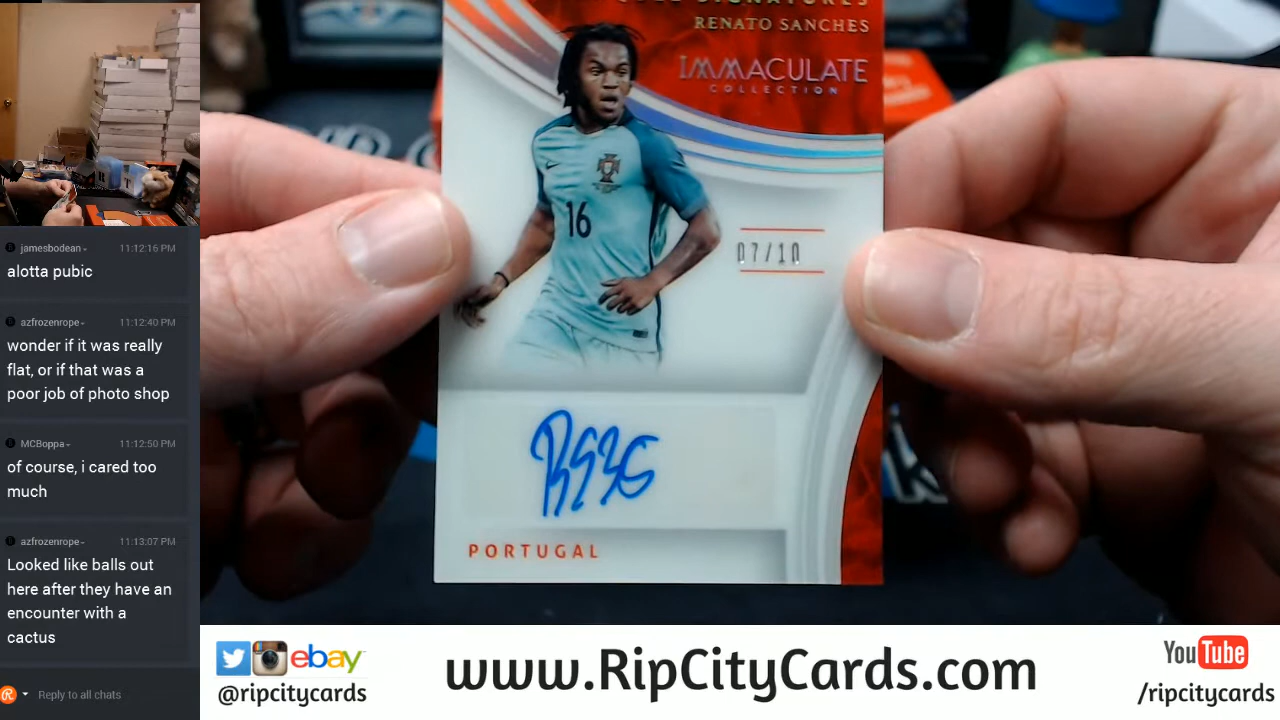 jamesbodean
11:12:16 PM
alotta pubic
azfrozenrope
11:12:40 PM
wonder if it was really
flat, or if that was a
poor job of photo shop
MCBoppa
11:12:50 PM
of course, i cared too
much
azfrozenrope
11:13:07 PM
Looked like balls out
here after they have an
encounter with a
cactus
Reply to all chats
SIGNATURES
RENATO SANCHES
IMMACULATE
COLLECTION
16
07/10
PORTUGAL
ebay
@ripcitycards
www.RipCityCards.com
YouTube
/ripcitycards